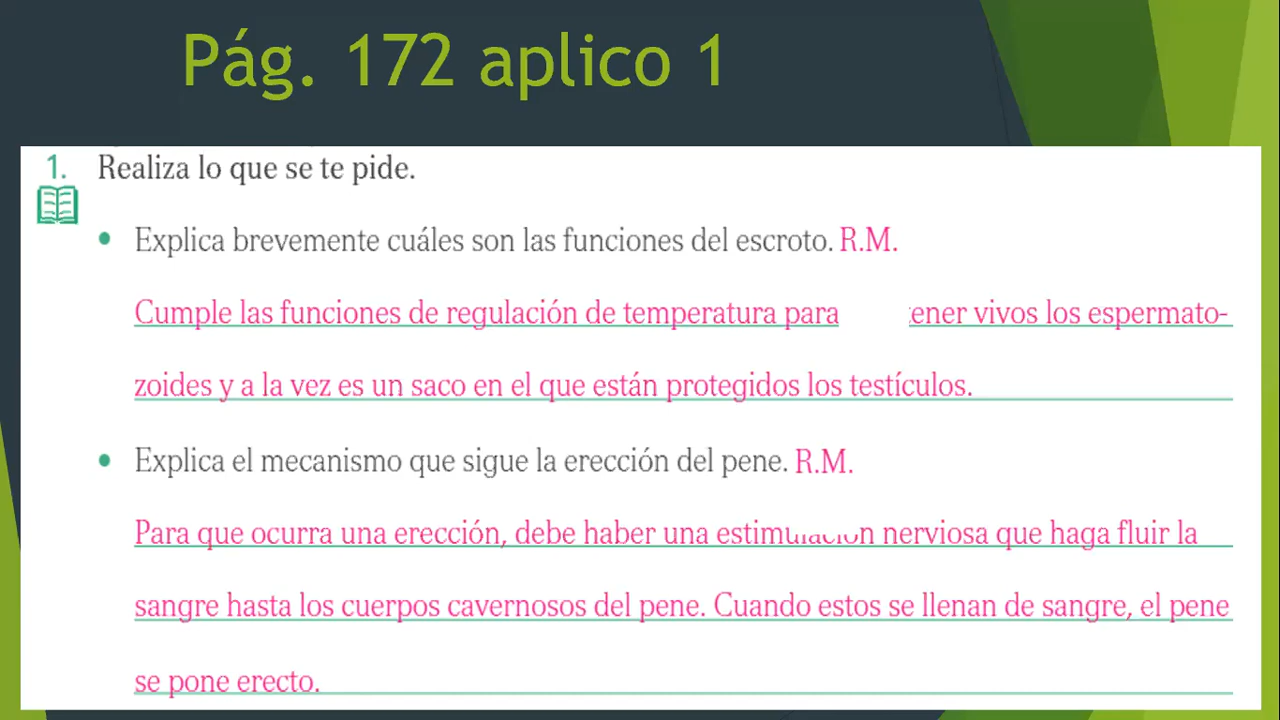 Pág. 172 aplico 1
1. Realiza lo que se te pide.
• Explica brevemente cuáles son las funciones del escroto. R.M.
Cumple las funciones de regulación de temperatura para tener vivos los espermato-
zoides y a la vez es un saco en el que están protegidos los testículos.
• Explica el mecanismo que sigue la erección del pene. R.M.
Para que ocurra una erección, debe haber una estimulación nerviosa que haga fluir la
sangre hasta los cuerpos cavernosos del pene. Cuando estos se llenan de sangre, el pene
se pone erecto.